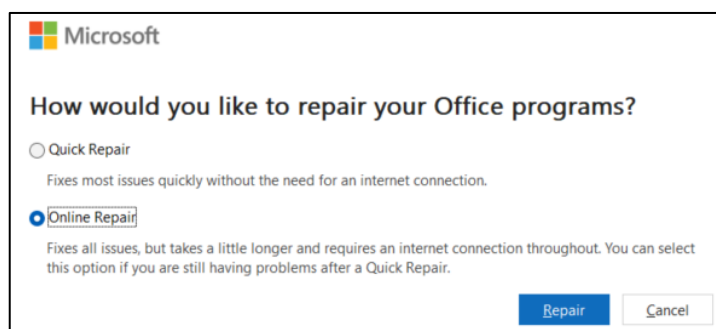 Microsoft
How would you like to repair your Office programs?
Quick Repair
Fixes most issues quickly without the need for an internet connection.
Online Repair
Fixes all issues, but takes a little longer and requires an internet connection throughout. You can select
this option if you are still having problems after a Quick Repair.
Repair Cancel